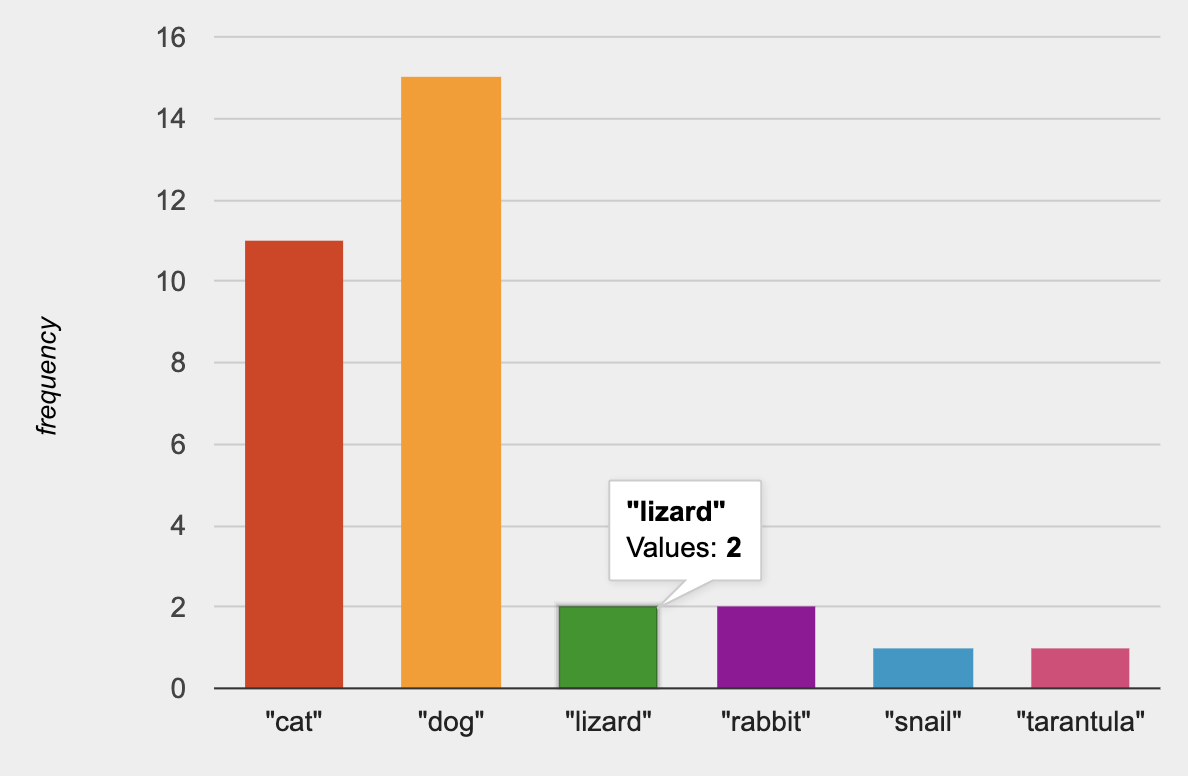 16
14
12
10
8
6
4
2
0
frequency
"lizard"
Values: 2
"cat" "dog" "lizard" "rabbit" "snail" "tarantula"